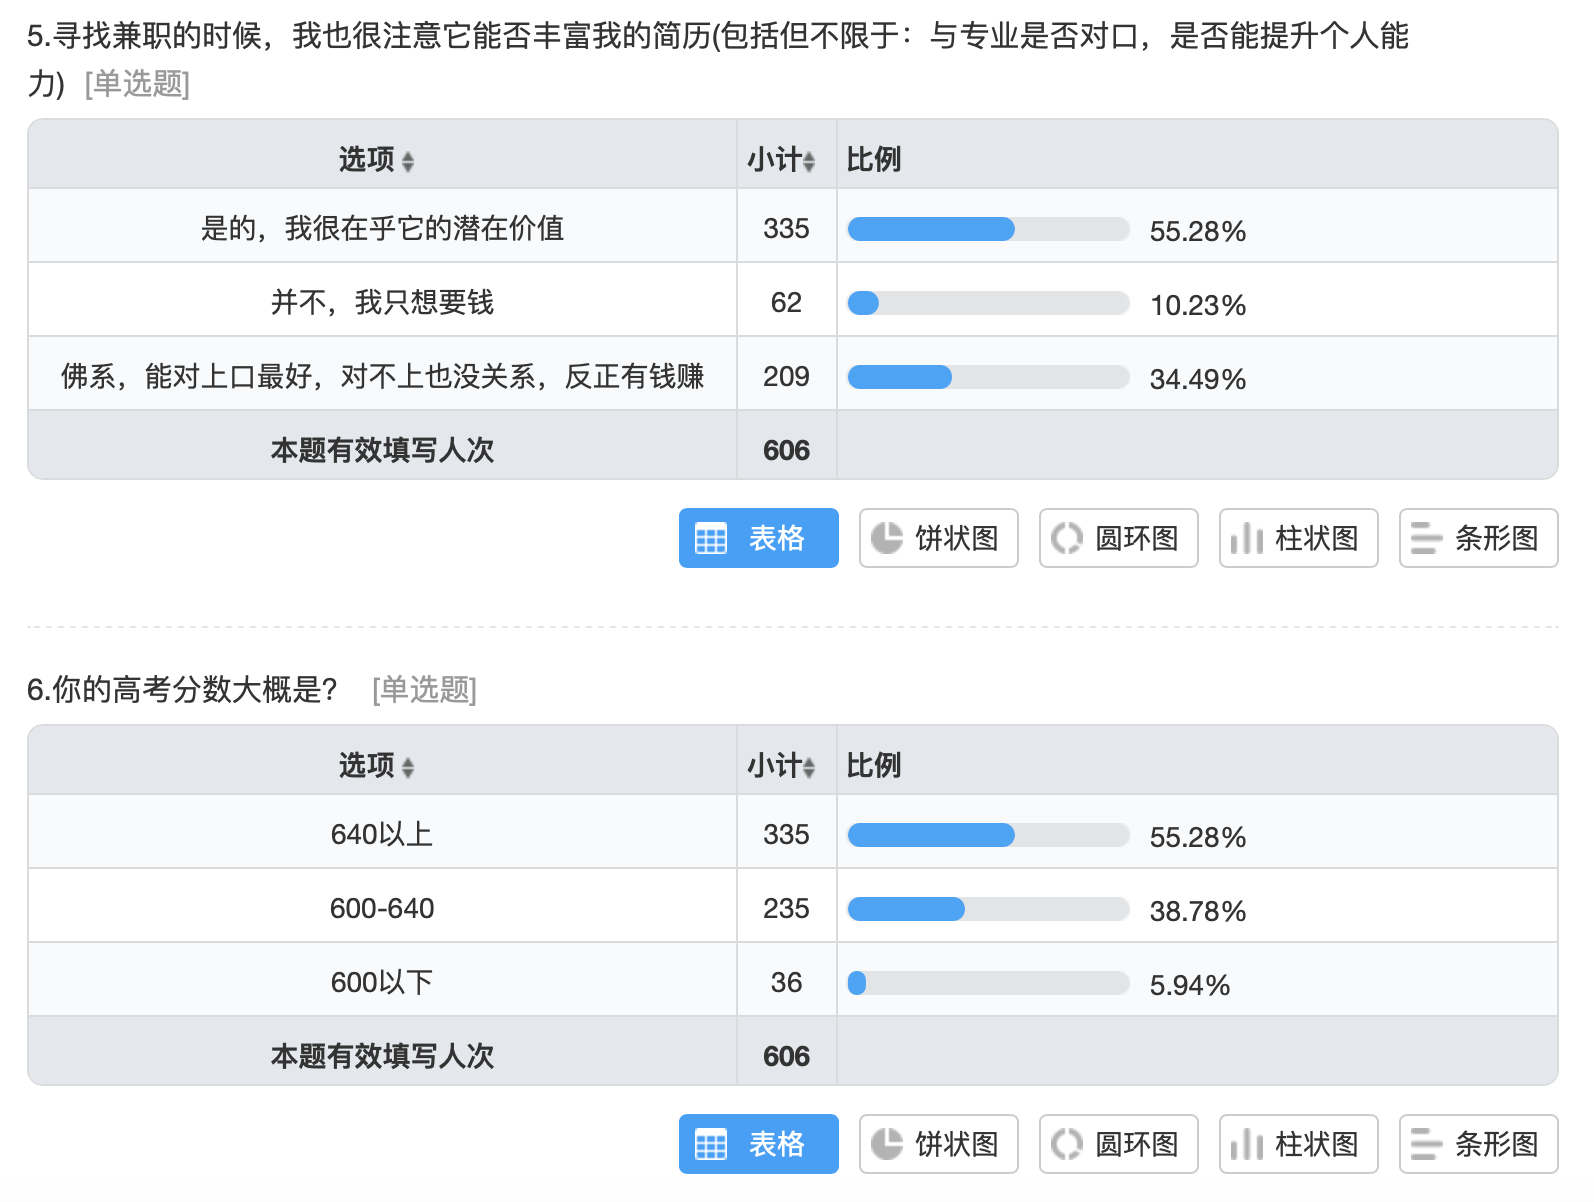 5.寻找兼职的时候，我也很注意它能否丰富我的简历(包括但不限于：与专业是否对口，是否能提升个人能
力) [单选题]
选项 小计 比例
是的，我很在乎它的潜在价值 335 55.28%
并不，我只想要钱 62 10.23%
佛系，能对上口最好，对不上也没关系，反正有钱赚 209 34.49%
本题有效填写人次 606
表格 饼状图 圆环图 柱状图 条形图
6.你的高考分数大概是? [单选题]
选项 小计 比例
640以上 335 55.28%
600-640 235 38.78%
600以下 36 5.94%
本题有效填写人次 606
表格 饼状图 圆环图 柱状图 条形图